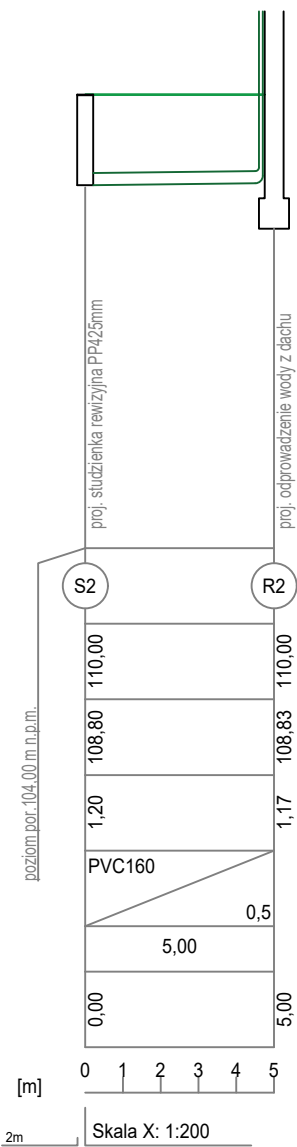 proj. studzienka rewizyjna PP425mm
proj. odprowadzenie wody z dachu
S2
R2
poziom por.104,00 m n.p.m.
110,00
110,00
108,80
108,83
1,20
1,17
PVC160
0,5
5,00
0,00
5,00
[m]
0 1 2 3 4 5
2m
Skala X: 1:200